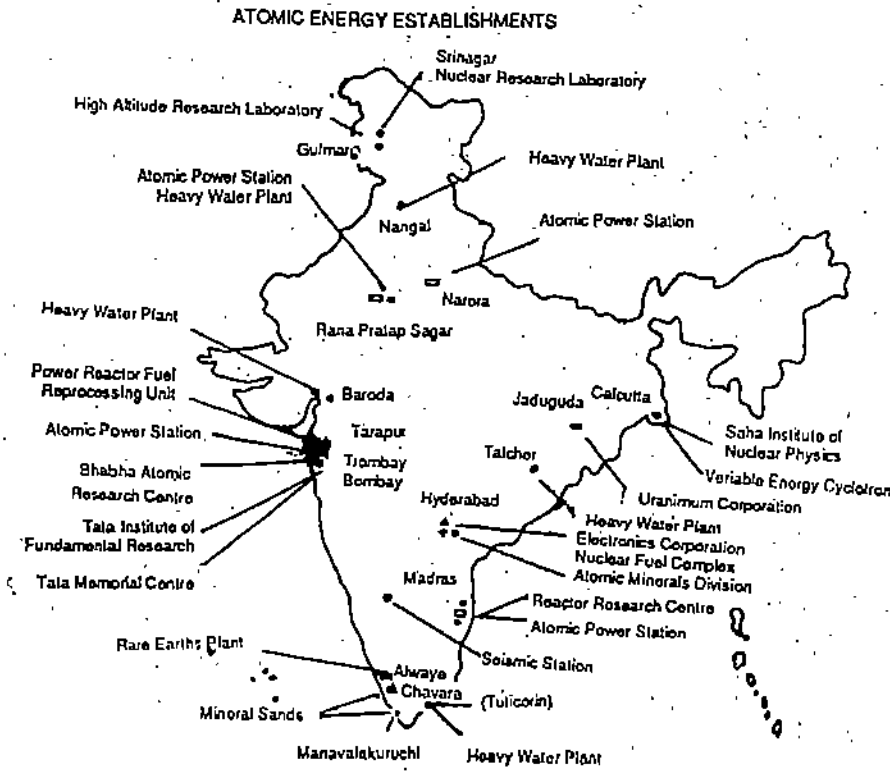 ATOMIC ENERGY ESTABLISHMENTS
Srinagar
Nuclear Research Laboratory
High Altitude Research Laboratory
Gulmarg
Heavy Water Plant
Atomic Power Station
Heavy Water Plant
Nangal
Atomic Power Station
Narora
Rana Pratap Sagar
Heavy Water Plant
Power Reactor Fuel
Reprocessing Unit
Baroda
Jaduguda
Calcutta
Atomic Power Station
Tarapur
Saha Institute of
Nuclear Physics
Bhabha Atomic
Research Centre
Trombay
Bombay
Talcher
Variable Energy Cyclotron
Uranimum Corporation
Hyderabad
Heavy Water Plant
Tata Institute of
Fundamental Research
Electronics Corporation
Nuclear Fuel Complex
Atomic Minerals Division
Tata Memorial Centre
Madras
Reactor Research Centre
Atomic Power Station
Rare Earths Plant
Seismic Station
Alwaye
Chavara
(Tuticorin)
Mineral Sands
Manavalakuruchi
Heavy Water Plant